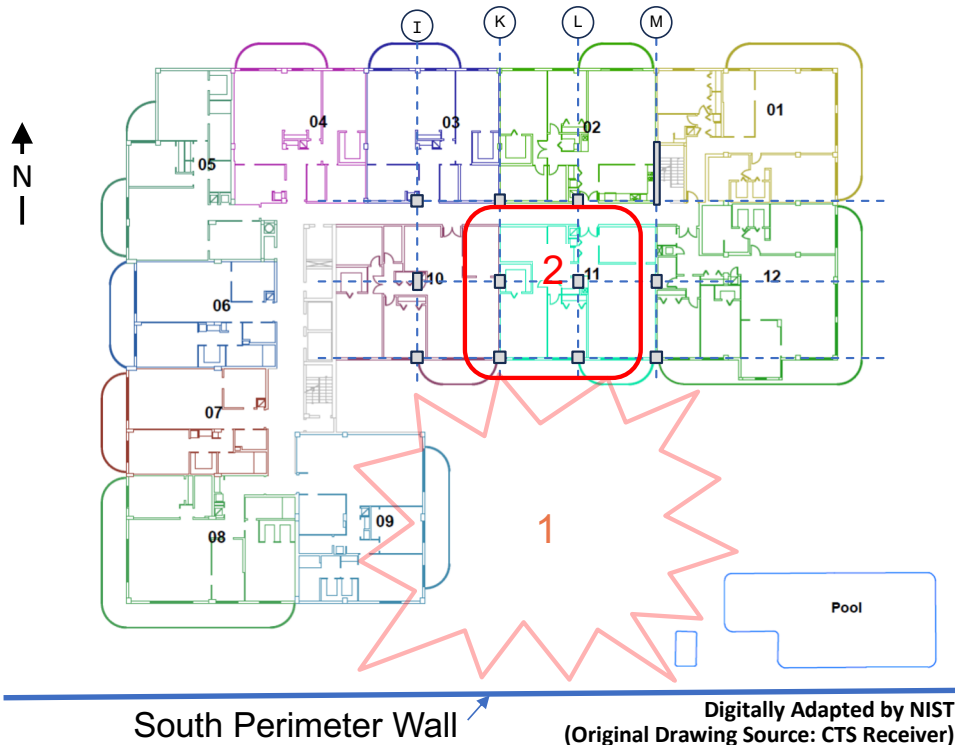 I K L M
N
01
02
03
04
05
10
2
11
12
06
07
08
09
1
Pool
South Perimeter Wall
Digitally Adapted by NIST
(Original Drawing Source: CTS Receiver)